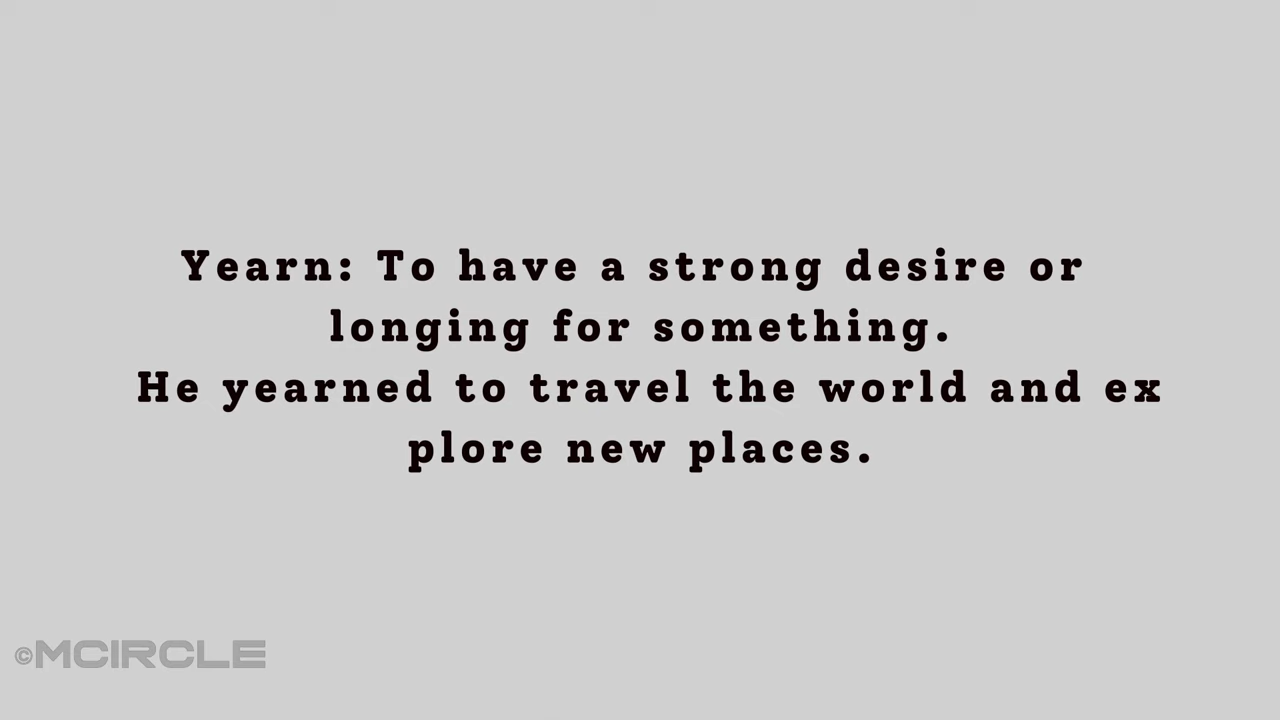 Yearn: To have a strong desire or
longing for something.
He yearned to travel the world and ex
plore new places.
©MCIRCLE